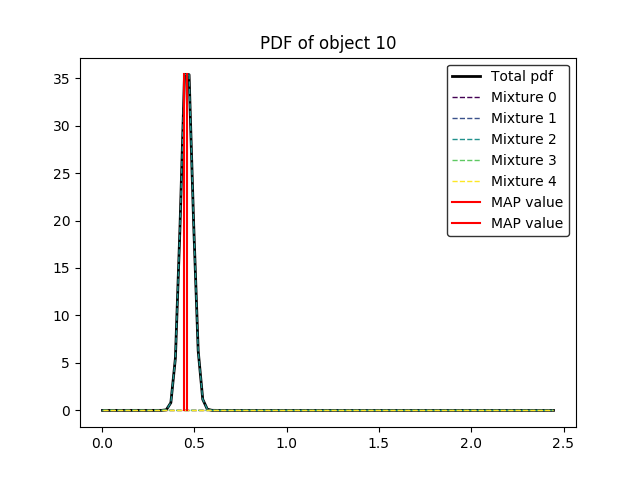 PDF of object 10
Total pdf
Mixture 0
Mixture 1
Mixture 2
Mixture 3
Mixture 4
MAP value
MAP value
35
30
25
20
15
10
5
0
0.0 0.5 1.0 1.5 2.0 2.5